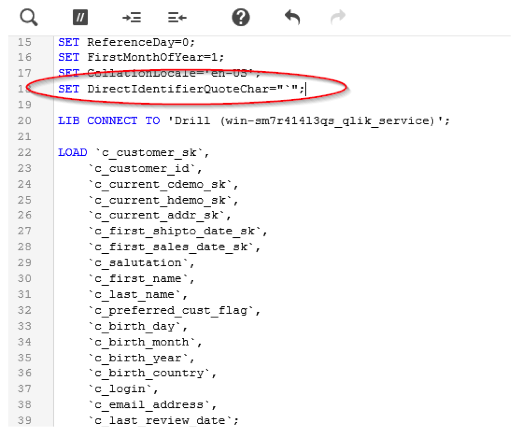 15 SET ReferenceDay=0;
16 SET FirstMonthOfYear=1;
17 SET CollationLocale='en-US';
18 SET DirectIdentifierQuoteChar="`";
19
20 LIB CONNECT TO 'Drill (win-sm7r41413qs_qlik_service)';
21
22 LOAD `c_customer_sk`,
23 `c_customer_id`,
24 `c_current_cdemo_sk`,
25 `c_current_hdemo_sk`,
26 `c_current_addr_sk`,
27 `c_first_shipto_date_sk`,
28 `c_first_sales_date_sk`,
29 `c_salutation`,
30 `c_first_name`,
31 `c_last_name`,
32 `c_preferred_cust_flag`,
33 `c_birth_day`,
34 `c_birth_month`,
35 `c_birth_year`,
36 `c_birth_country`,
37 `c_login`,
38 `c_email_address`,
39 `c_last_review_date`;